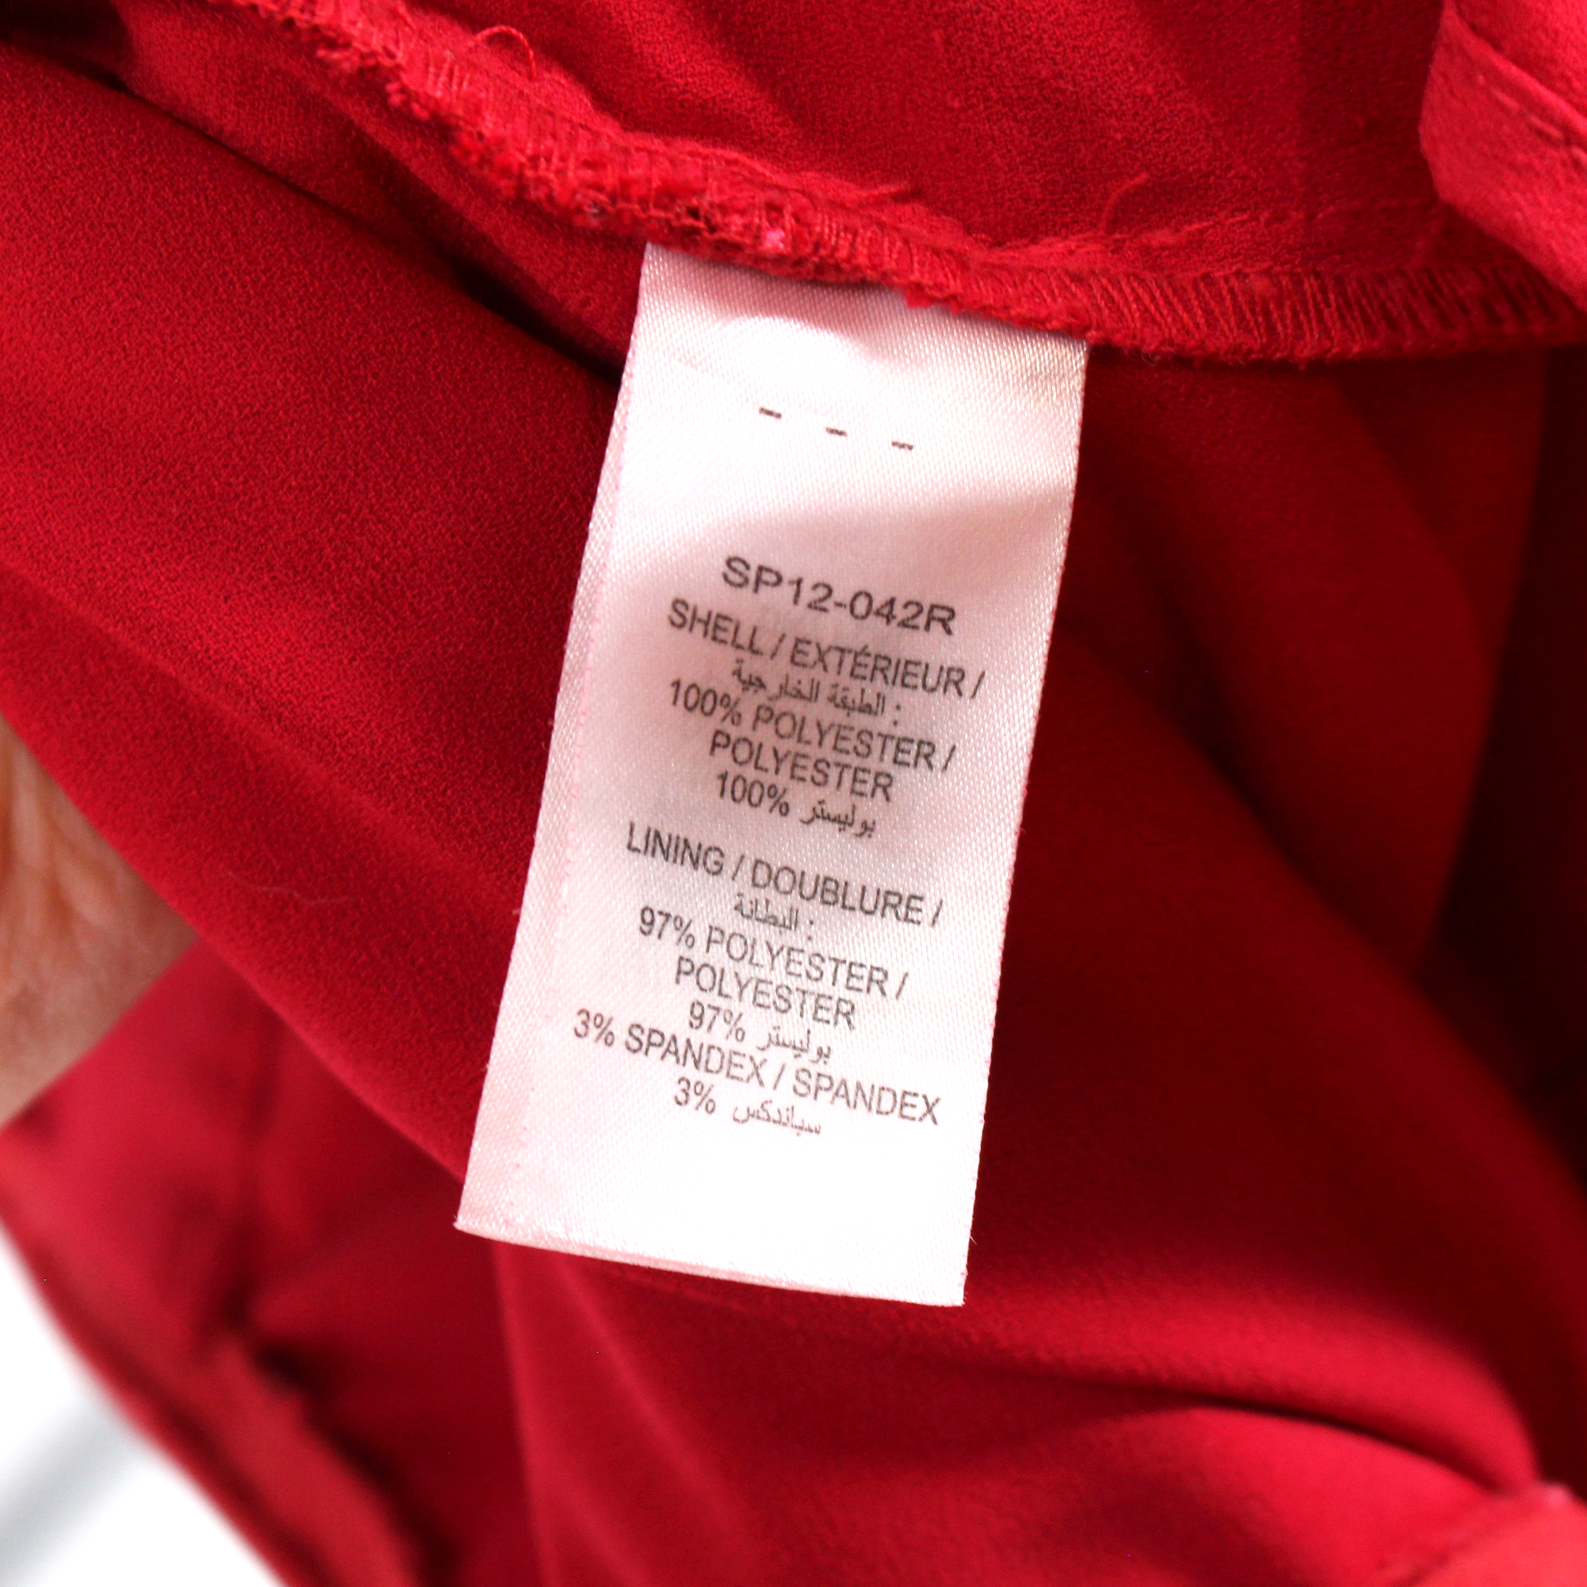 - - -
SP12-042R
SHELL / EXTÉRIEUR /
الطبقة الخارجية :
100% POLYESTER /
POLYESTER
100% بوليستر
LINING / DOUBLURE /
البطانة :
97% POLYESTER /
POLYESTER
97% بوليستر
3% SPANDEX / SPANDEX
3% سباندكس